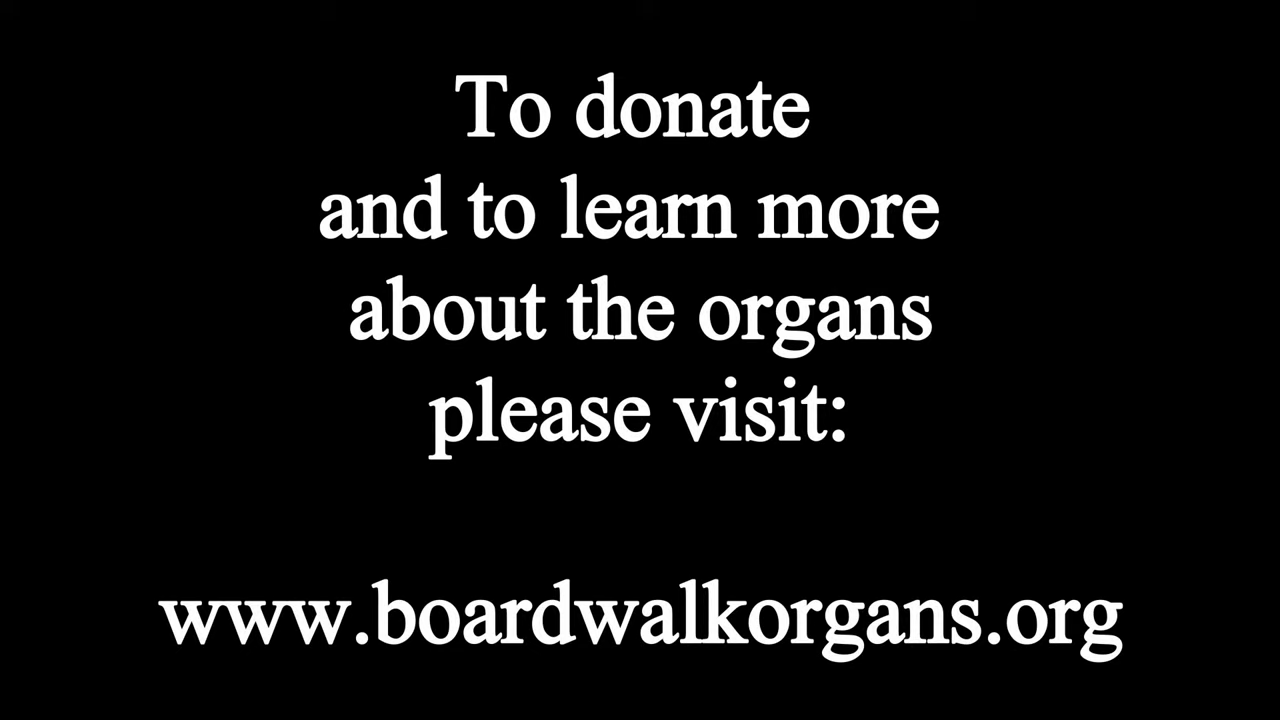 To donate
and to learn more
about the organs
please visit:
www.boardwalkorgans.org